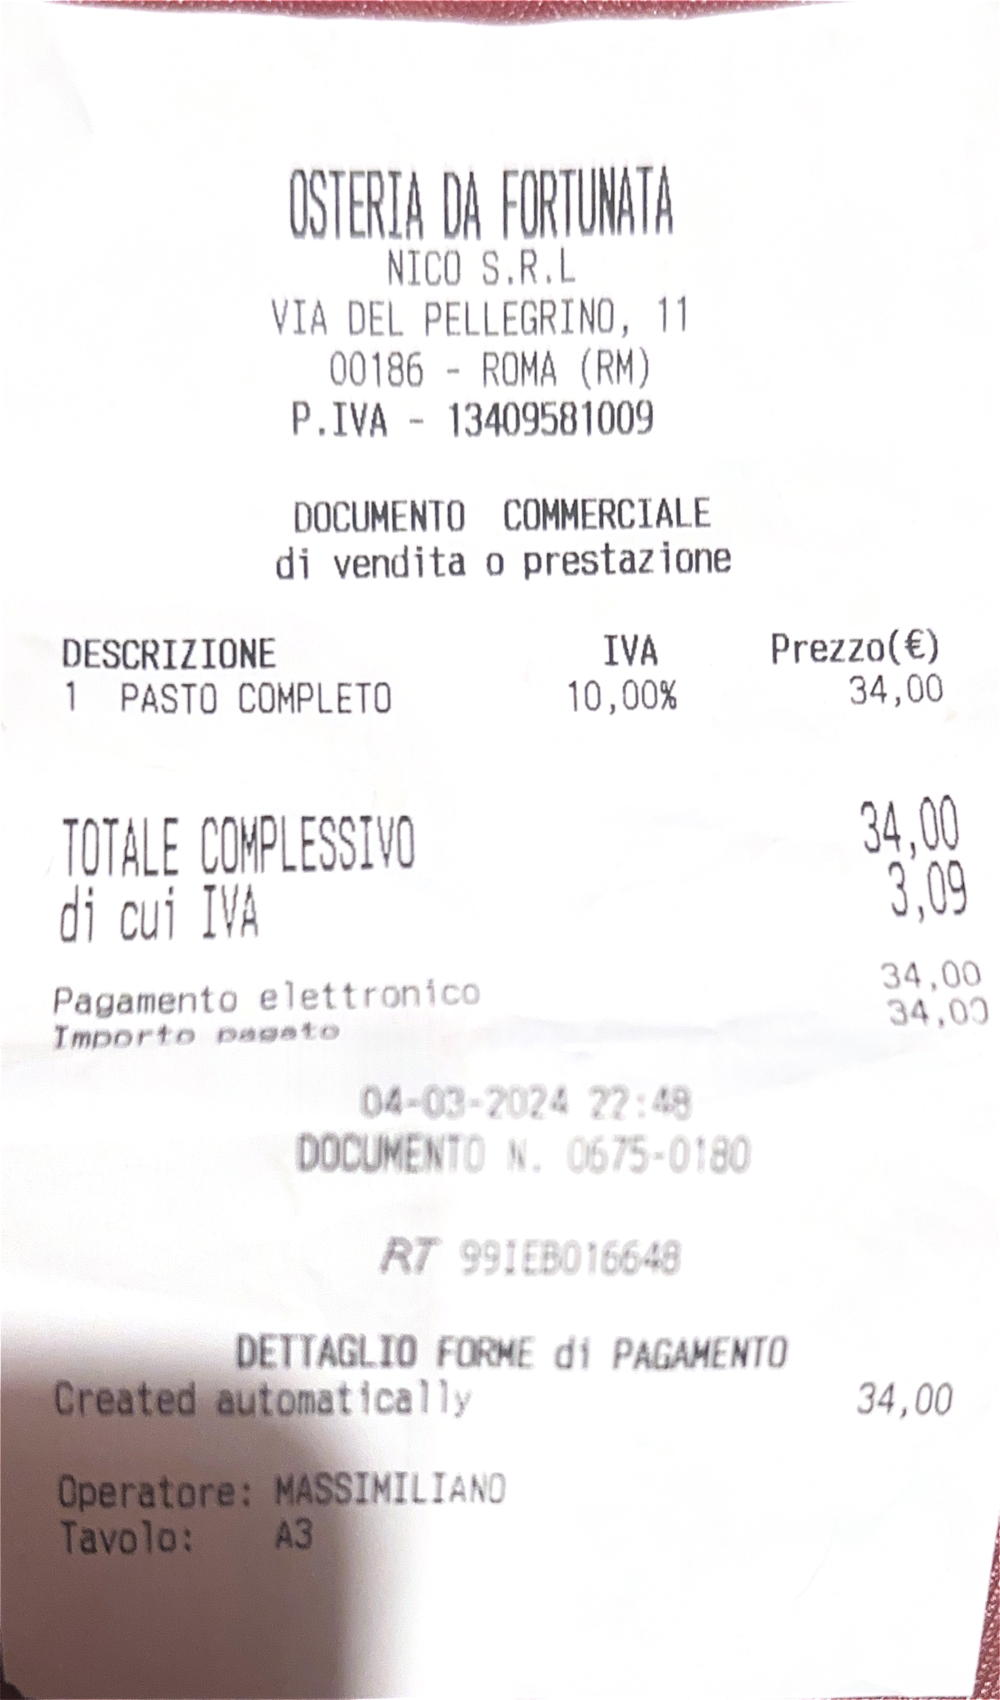 OSTERIA DA FORTUNATA
NICO S.R.L
VIA DEL PELLEGRINO, 11
00186 - ROMA (RM)
P.IVA - 13409581009
DOCUMENTO COMMERCIALE
di vendita o prestazione
DESCRIZIONE IVA Prezzo(€)
1 PASTO COMPLETO 10,00% 34,00
TOTALE COMPLESSIVO 34,00
di cui IVA 3,09
Pagamento elettronico 34,00
Importo pagato 34,00
04-03-2024 22:48
DOCUMENTO N. 0675-0180
RT 99IEB016648
DETTAGLIO FORME di PAGAMENTO
Created automatically 34,00
Operatore: MASSIMILIANO
Tavolo: A3